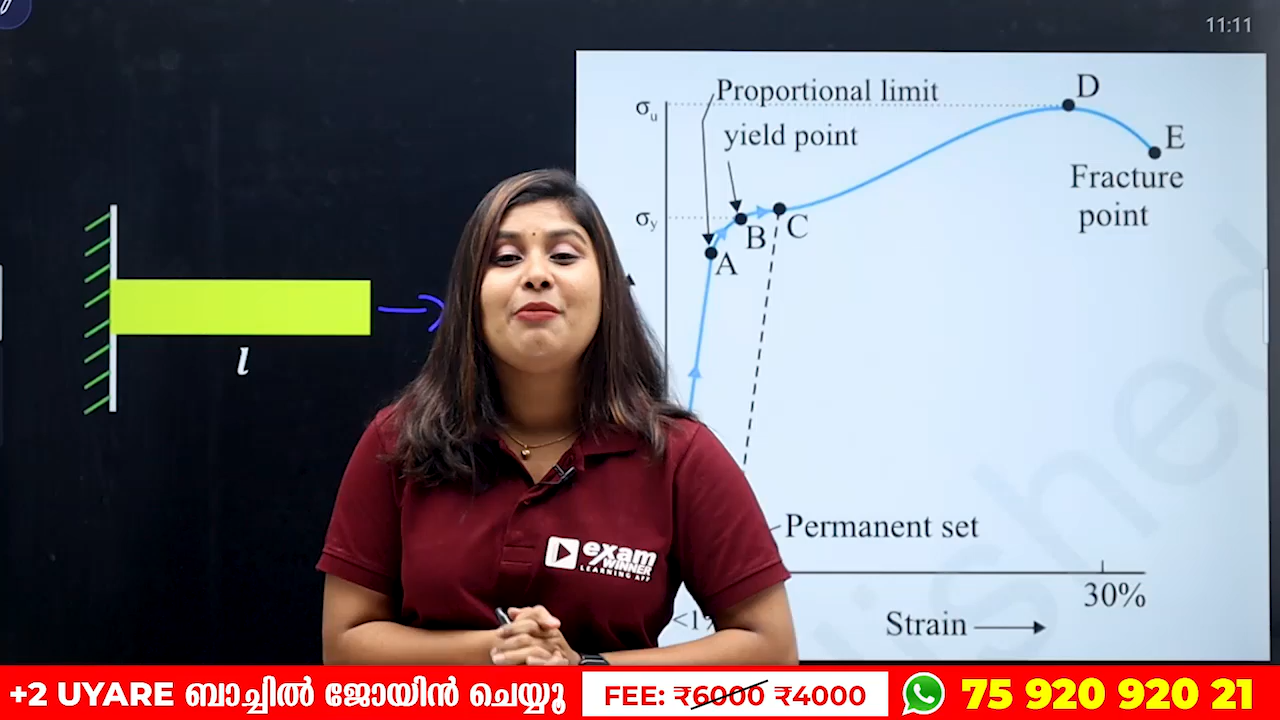 11:11
Proportional limit
yield point
σu
σy
A
B
C
D
E
Fracture
point
l
Permanent set
30%
<1%
Strain
exam
WINNER
LEARNING APP
+2 UYARE ബാച്ചിൽ ജോയിൻ ചെയ്യൂ
FEE: ₹6000 ₹4000
75 920 920 21